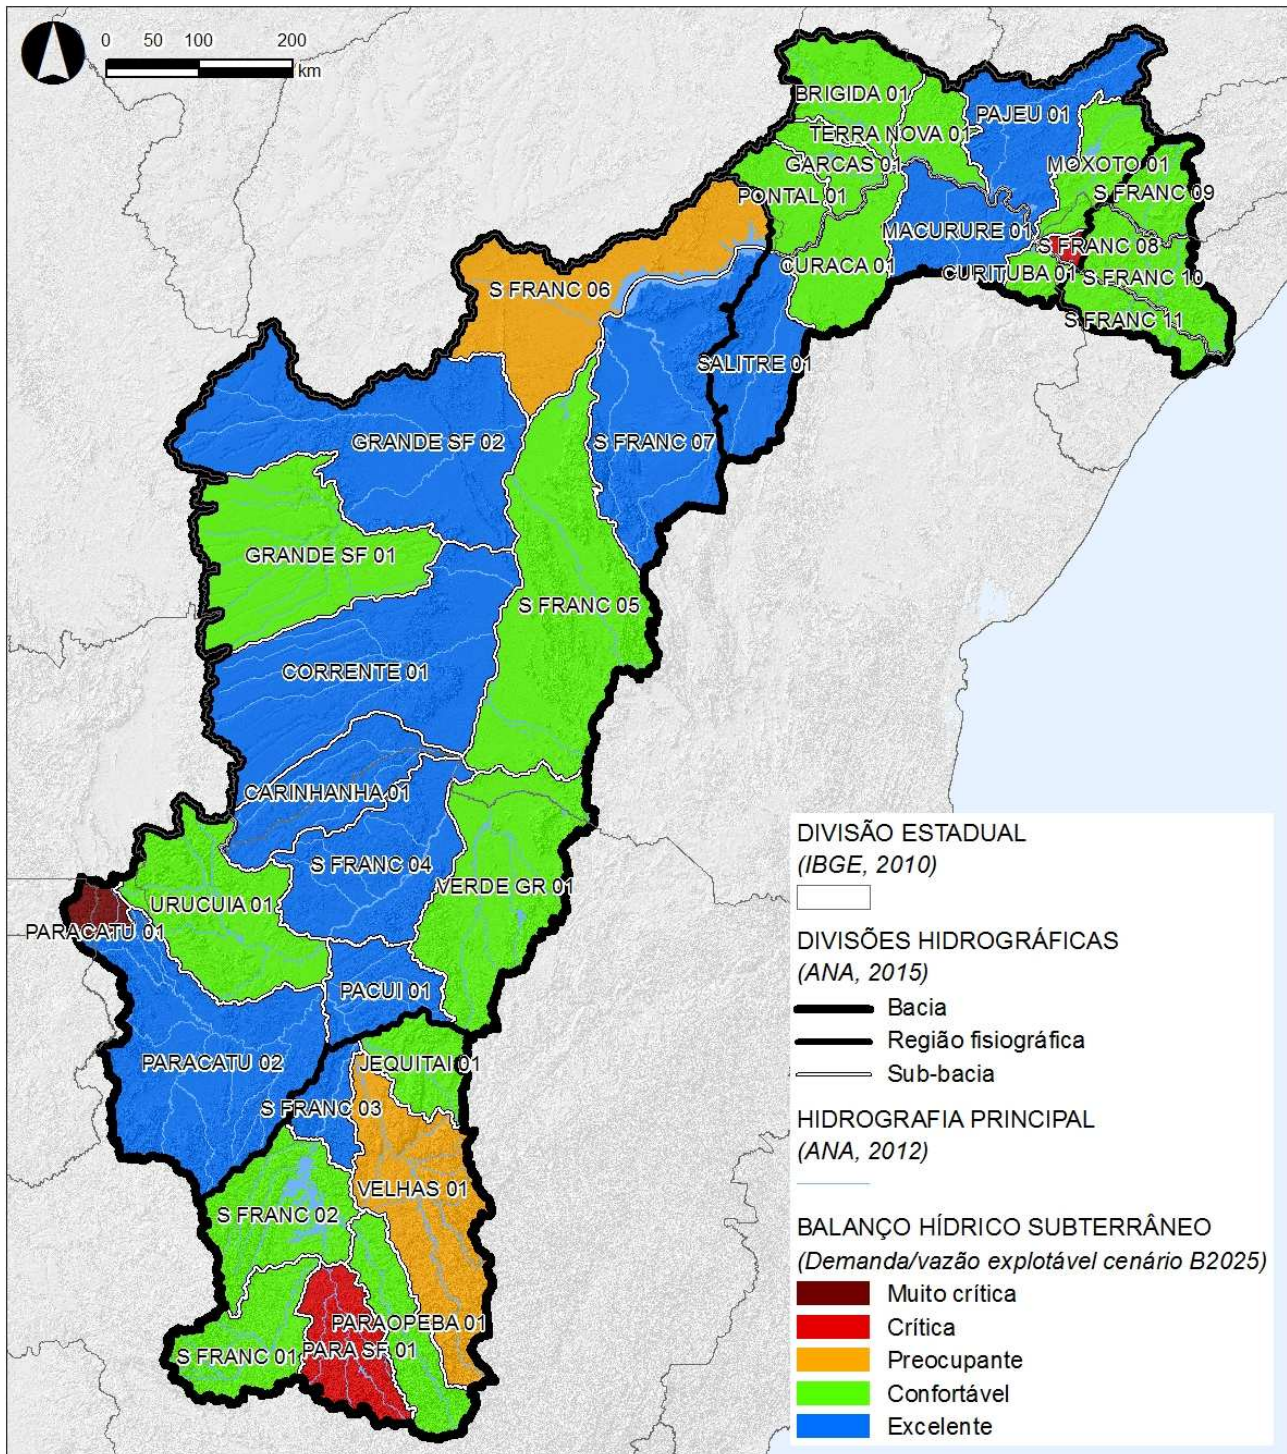 0 50 100 200
km
BRIGIDA 01
PAJEU 01
TERRA NOVA 01
GARCAS 01
MOXOTO 01
PONTAL 01
S FRANC 09
MACURURE 01
S FRANC 08
CURACA 01
CURITUBA 01
S FRANC 10
S FRANC 06
S FRANC 11
SALITRE 01
GRANDE SF 02
S FRANC 07
GRANDE SF 01
S FRANC 05
CORRENTE 01
CARINHANHA 01
S FRANC 04
VERDE GR 01
URUCUIA 01
PARACATU 01
PACUI 01
PARACATU 02
JEQUITAI 01
S FRANC 03
VELHAS 01
S FRANC 02
PARAOPEBA 01
PARA SF 01
S FRANC 01
DIVISÃO ESTADUAL
(IBGE, 2010)
DIVISÕES HIDROGRÁFICAS
(ANA, 2015)
Bacia
Região fisiográfica
Sub-bacia
HIDROGRAFIA PRINCIPAL
(ANA, 2012)
BALANÇO HÍDRICO SUBTERRÂNEO
(Demanda/vazão explotável cenário B2025)
Muito crítica
Crítica
Preocupante
Confortável
Excelente